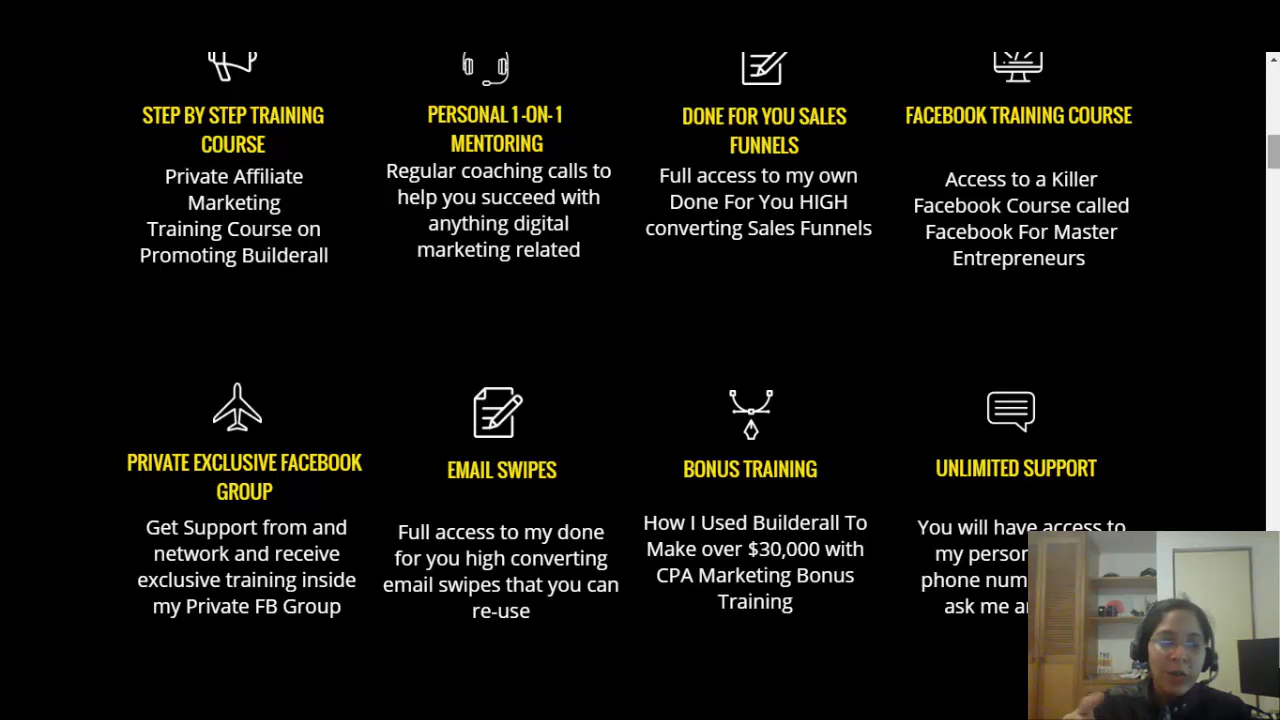 STEP BY STEP TRAINING
COURSE
Private Affiliate
Marketing
Training Course on
Promoting Builderall
PERSONAL 1-ON-1
MENTORING
Regular coaching calls to
help you succeed with
anything digital
marketing related
DONE FOR YOU SALES
FUNNELS
Full access to my own
Done For You HIGH
converting Sales Funnels
FACEBOOK TRAINING COURSE
Access to a Killer
Facebook Course called
Facebook For Master
Entrepreneurs
PRIVATE EXCLUSIVE FACEBOOK
GROUP
Get Support from and
network and receive
exclusive training inside
my Private FB Group
EMAIL SWIPES
Full access to my done
for you high converting
email swipes that you can
re-use
BONUS TRAINING
How I Used Builderall To
Make over $30,000 with
CPA Marketing Bonus
Training
UNLIMITED SUPPORT
You will have access to
my person
phone num
ask me a